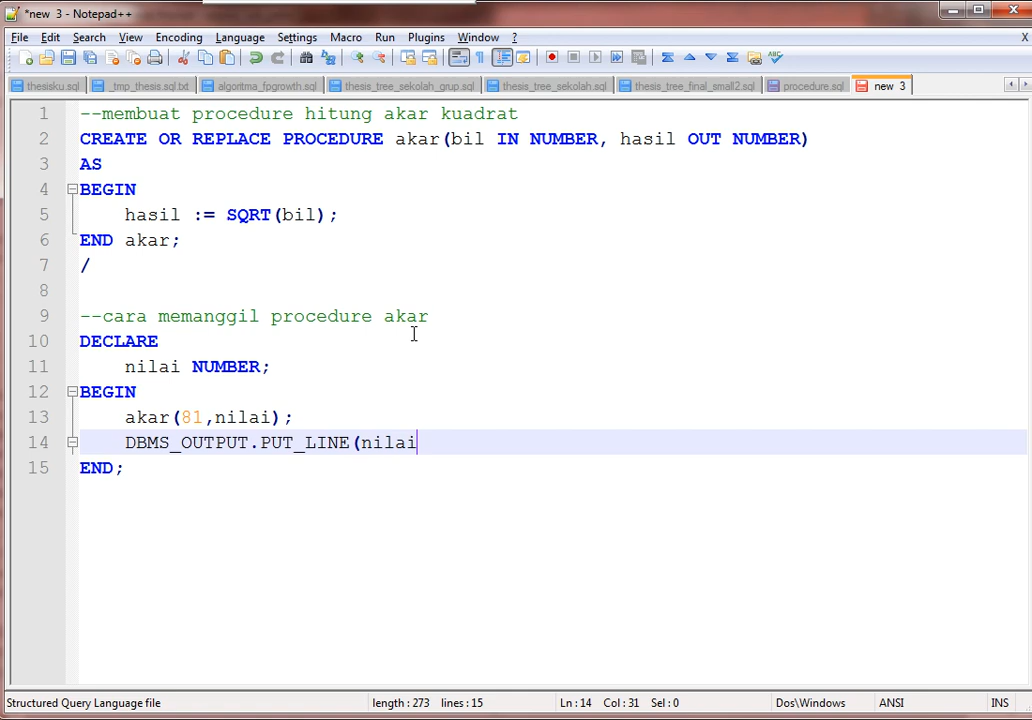 *new 3 - Notepad++
File Edit Search View Encoding Language Settings Macro Run Plugins Window ? X
thesisku.sql _tmp_thesis.sql.txt algoritma_fpgrowth.sql thesis_tree_sekolah_grup.sql thesis_tree_sekolah.sql thesis_tree_final_small2.sql procedure.sql new 3
1 --membuat procedure hitung akar kuadrat
2 CREATE OR REPLACE PROCEDURE akar(bil IN NUMBER, hasil OUT NUMBER)
3 AS
4 BEGIN
5 hasil := SQRT(bil);
6 END akar;
7 /
8
9 --cara memanggil procedure akar
10 DECLARE
11 nilai NUMBER;
12 BEGIN
13 akar(81,nilai);
14 DBMS_OUTPUT.PUT_LINE(nilai
15 END;
Structured Query Language file length : 273 lines : 15 Ln : 14 Col : 31 Sel : 0 Dos\Windows ANSI INS